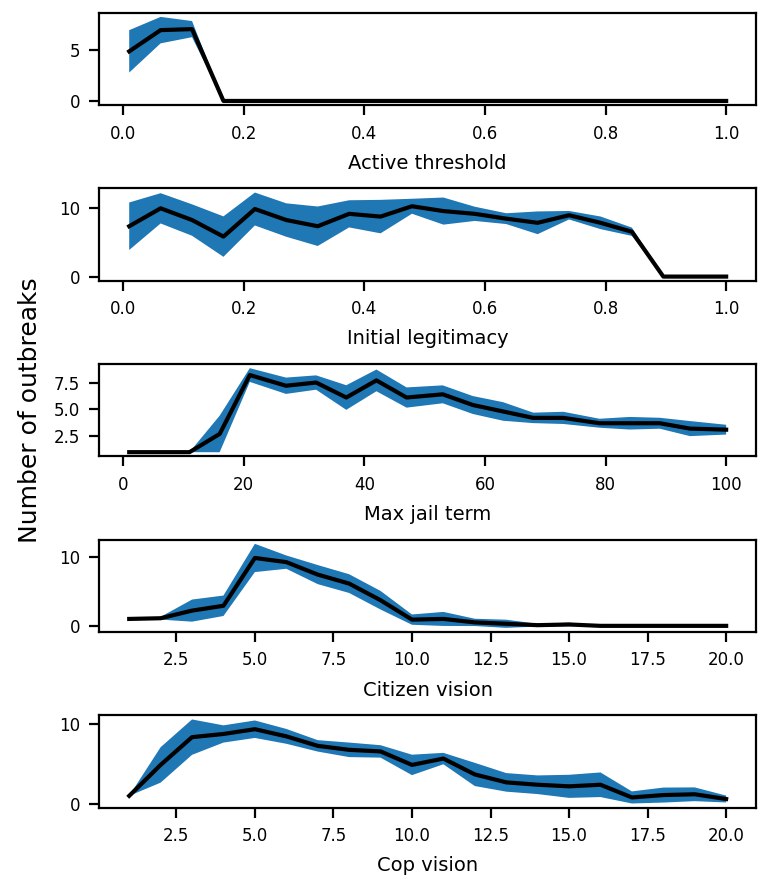 5
0
0.0 0.2 0.4 0.6 0.8 1.0
Active threshold
10
0
0.0 0.2 0.4 0.6 0.8 1.0
Initial legitimacy
Number of outbreaks
7.5
5.0
2.5
0 20 40 60 80 100
Max jail term
10
0
2.5 5.0 7.5 10.0 12.5 15.0 17.5 20.0
Citizen vision
10
0
2.5 5.0 7.5 10.0 12.5 15.0 17.5 20.0
Cop vision